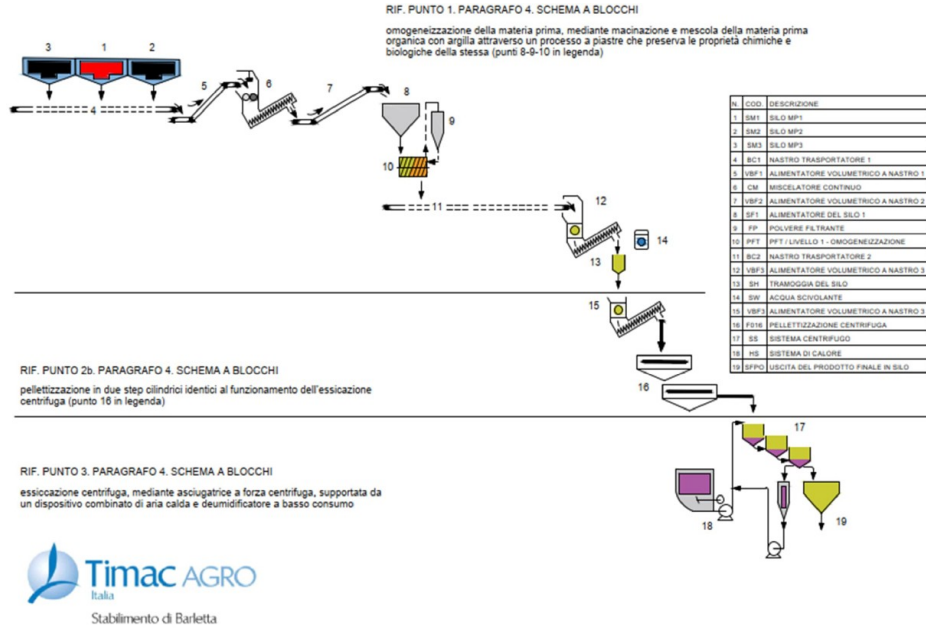 RIF. PUNTO 1. PARAGRAFO 4. SCHEMA A BLOCCHI
omogeneizzazione della materia prima, mediante macinazione e mescola della materia prima
organica con argilla attraverso un processo a piastre che preserva le proprietà chimiche e
biologiche della stessa (punti 8-9-10 in legenda)
3
1
2
4
5
6
7
8
9
10
11
12
13
14
15
16
17
18
19
N. COD. DESCRIZIONE
1 SM1 SILO MP1
2 SM2 SILO MP2
3 SM3 SILO MP3
4 BC1 NASTRO TRASPORTATORE 1
5 VBF1 ALIMENTATORE VOLUMETRICO A NASTRO 1
6 CM MISCELATORE CONTINUO
7 VBF2 ALIMENTATORE VOLUMETRICO A NASTRO 2
8 SF1 ALIMENTATORE DEL SILO 1
9 FP POLVERE FILTRANTE
10 PFT PFT / LIVELLO 1 - OMOGENEIZZAZIONE
11 BC2 NASTRO TRASPORTATORE 2
12 VBF3 ALIMENTATORE VOLUMETRICO A NASTRO 3
13 SH TRAMOGGIA DEL SILO
14 SW ACQUA SCIVOLANTE
15 VBF3 ALIMENTATORE VOLUMETRICO A NASTRO 3
16 F016 PELLETTIZZAZIONE CENTRIFUGA
17 SS SISTEMA CENTRIFUGO
18 HS SISTEMA DI CALORE
19 SFPO USCITA DEL PRODOTTO FINALE IN SILO
RIF. PUNTO 2b. PARAGRAFO 4. SCHEMA A BLOCCHI
pellettizzazione in due step cilindrici identici al funzionamento dell'essicazione
centrifuga (punto 16 in legenda)
RIF. PUNTO 3. PARAGRAFO 4. SCHEMA A BLOCCHI
essiccazione centrifuga, mediante asciugatrice a forza centrifuga, supportata da
un dispositivo combinato di aria calda e deumidificatore a basso consumo
Timac AGRO
Italia
Stabilimento di Barletta